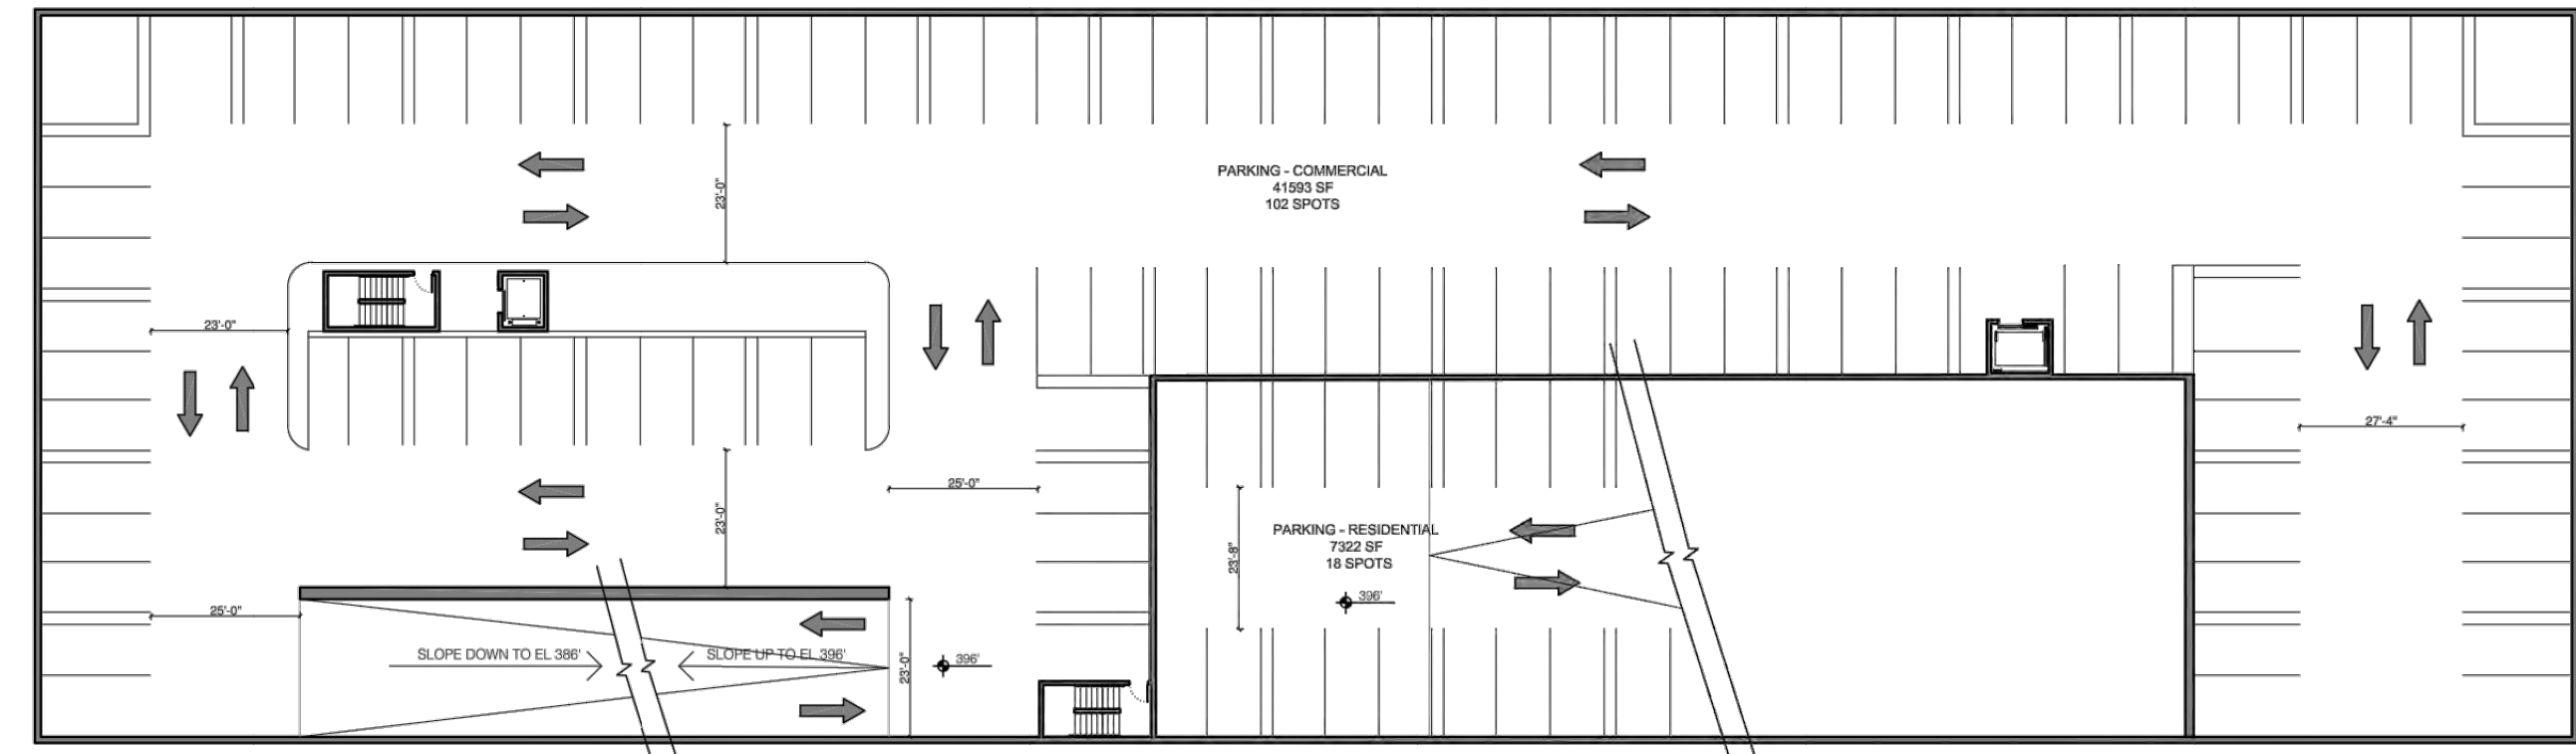 PARKING - COMMERCIAL
41593 SF
102 SPOTS
23'-0"
23'-0"
27'-4"
25'-0"
23'-0"
PARKING - RESIDENTIAL
7322 SF
18 SPOTS
23'-8"
396'
25'-0"
SLOPE DOWN TO EL 386'
SLOPE UP TO EL 396'
23'-0"
396'